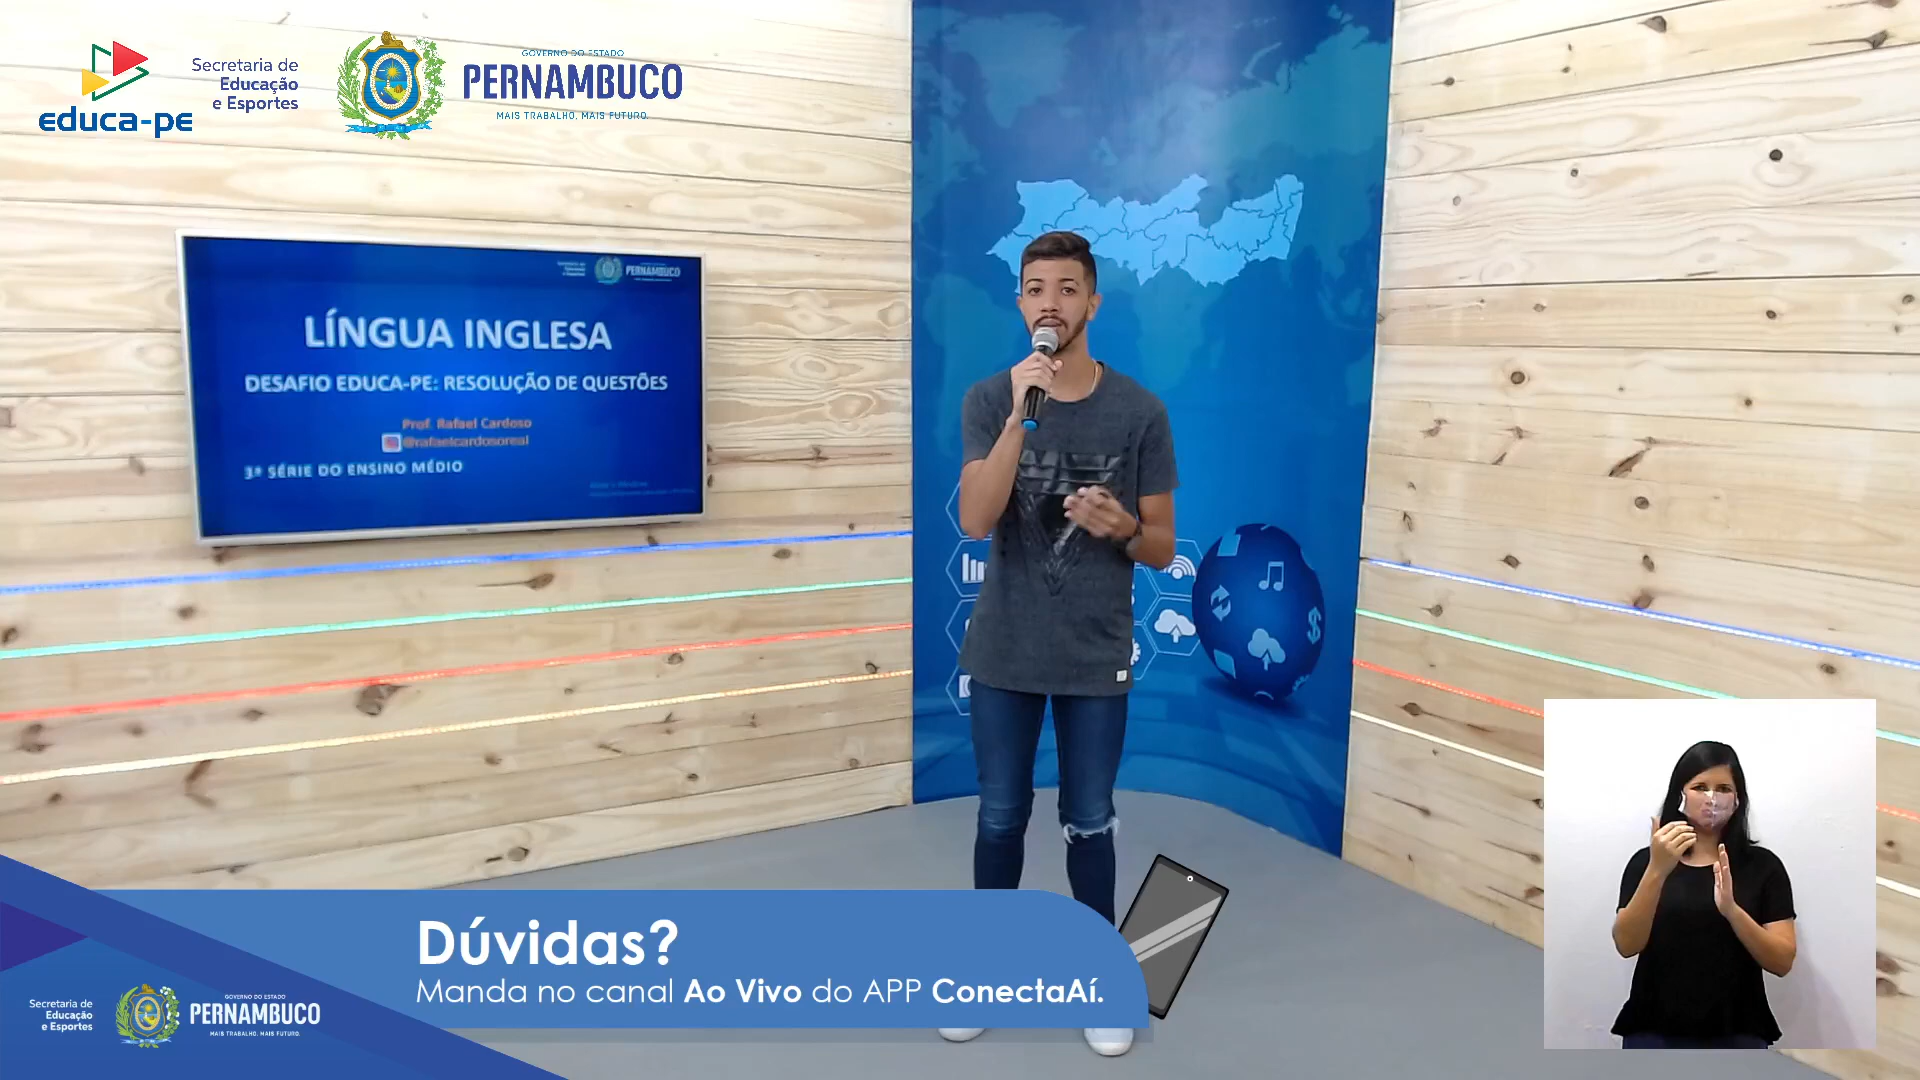 educa-pe
Secretaria de
Educação
e Esportes
GOVERNO DO ESTADO
PERNAMBUCO
MAIS TRABALHO, MAIS FUTURO.
PERNAMBUCO
LÍNGUA INGLESA
DESAFIO EDUCA-PE: RESOLUÇÃO DE QUESTÕES
Prof. Rafael Cardoso
@rafaelcardosoreal
3ª SÉRIE DO ENSINO MÉDIO
Dúvidas?
Manda no canal Ao Vivo do APP ConectaAí.
Secretaria de
Educação
e Esportes
GOVERNO DO ESTADO
PERNAMBUCO
MAIS TRABALHO, MAIS FUTURO.